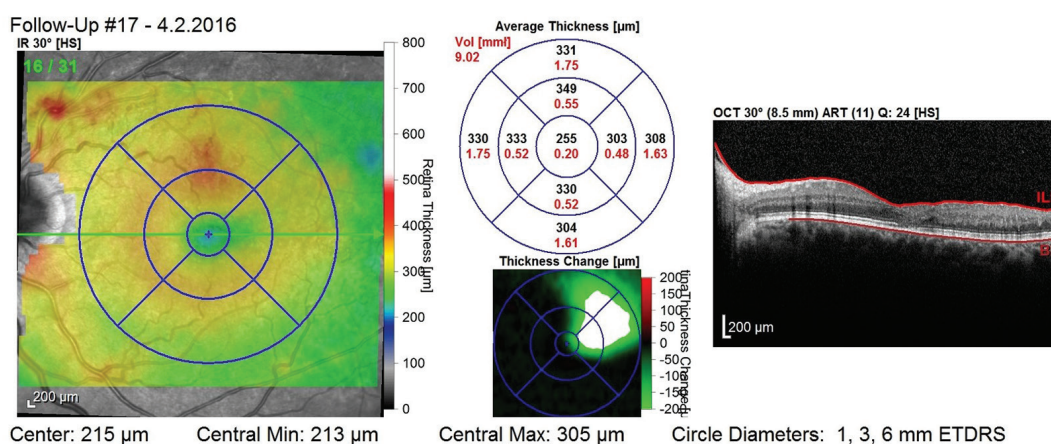 Follow-Up #17 - 4.2.2016
IR 30° [HS]
16 / 31
800
700
600
500
400
300
200
100
0
Retina Thickness [µm]
200 µm
Average Thickness [µm]
Vol [mmł]
9.02
331
1.75
349
0.55
330 333 255 303 308
1.75 0.52 0.20 0.48 1.63
330
0.52
304
1.61
Thickness Change [µm]
200
150
100
50
0
-50
-100
-150
-200
OCT 30° (8.5 mm) ART (11) Q: 24 [HS]
IL
B
200 µm
Center: 215 µm Central Min: 213 µm Central Max: 305 µm Circle Diameters: 1, 3, 6 mm ETDRS